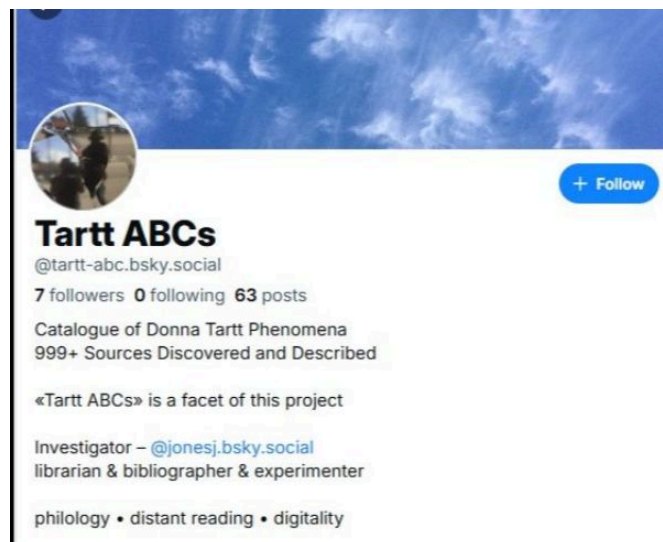 + Follow
Tartt ABCs
@tartt-abc.bsky.social
7 followers 0 following 63 posts
Catalogue of Donna Tartt Phenomena
999+ Sources Discovered and Described
«Tartt ABCs» is a facet of this project
Investigator – @jonesj.bsky.social
librarian & bibliographer & experimenter
philology • distant reading • digitality